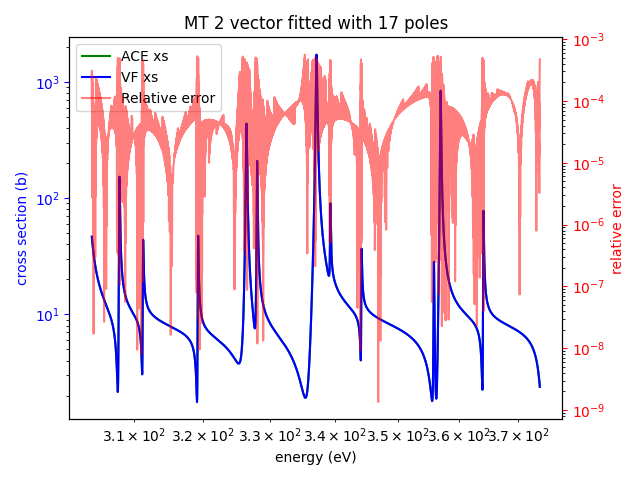 MT 2 vector fitted with 17 poles
ACE xs
VF xs
Relative error
cross section (b)
10³
10²
10¹
10⁻³
10⁻⁴
10⁻⁵
10⁻⁶
10⁻⁷
10⁻⁸
10⁻⁹
relative error
3.1 × 10² 3.2 × 10² 3.3 × 10² 3.4 × 10² 3.5 × 10² 3.6 × 10² 3.7 × 10²
energy (eV)